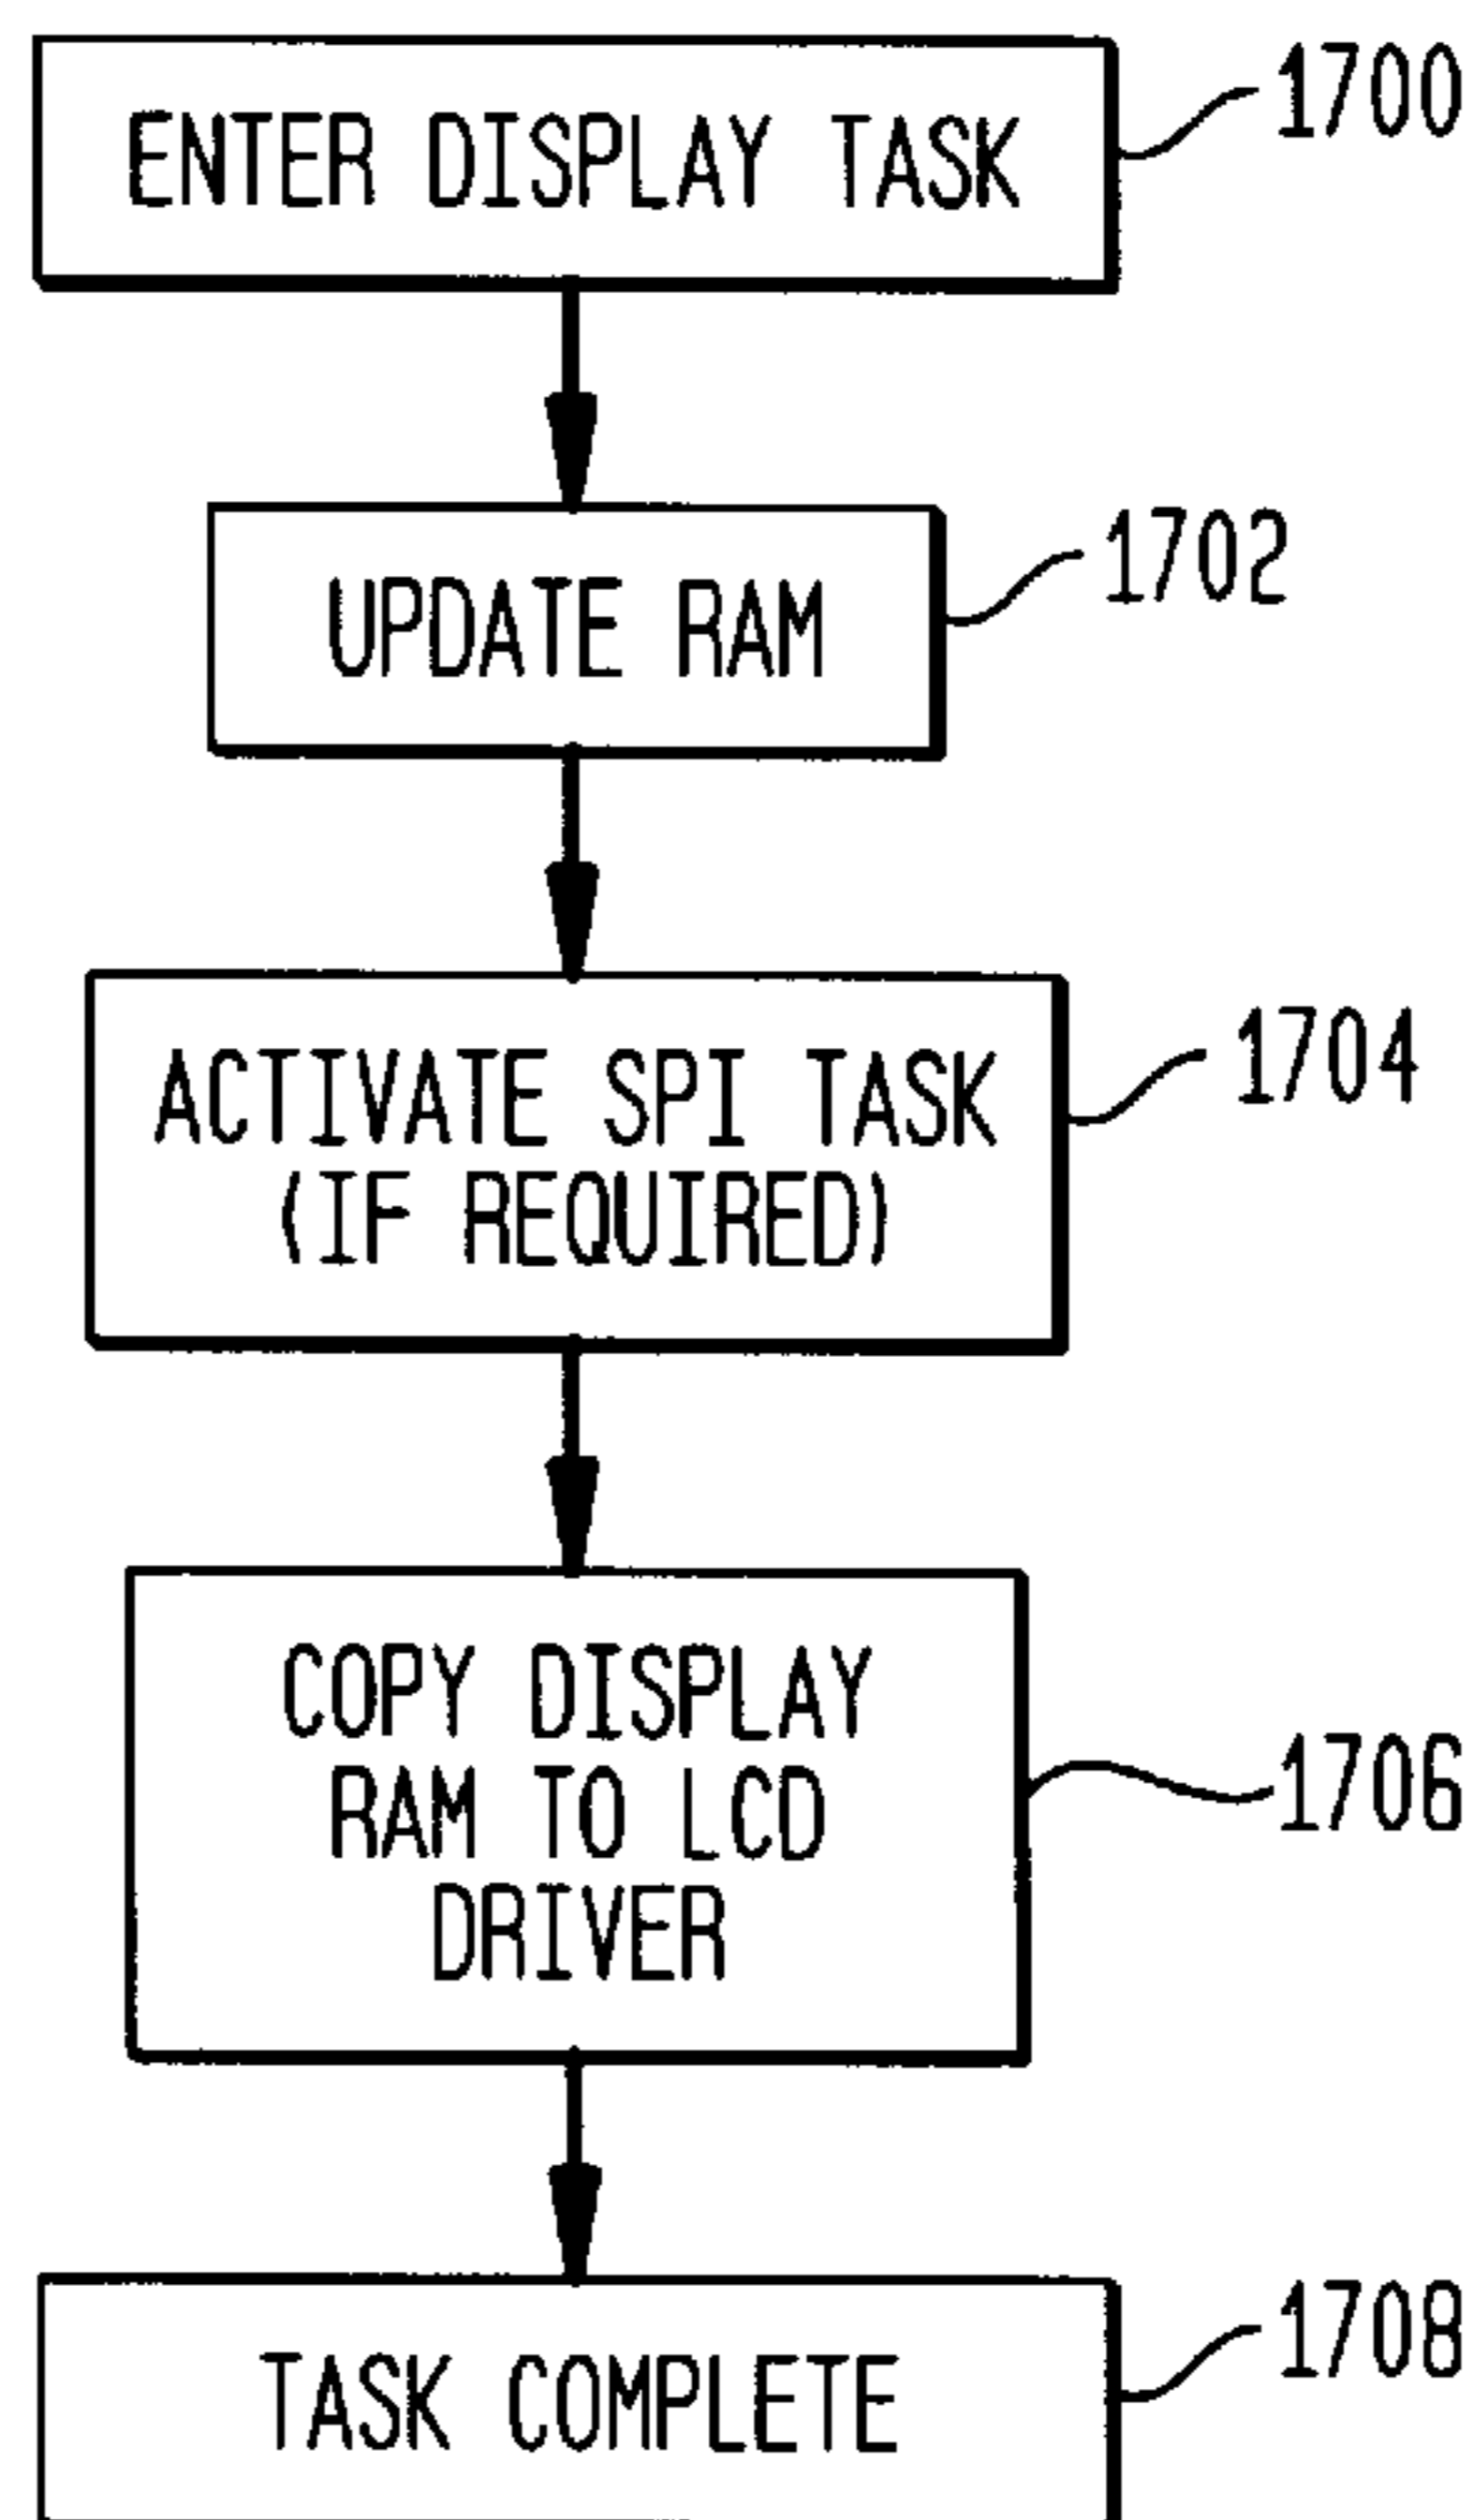 ENTER DISPLAY TASK
1700
UPDATE RAM
1702
ACTIVATE SPI TASK
(IF REQUIRED)
1704
COPY DISPLAY
RAM TO LCD
DRIVER
1706
TASK COMPLETE
1708